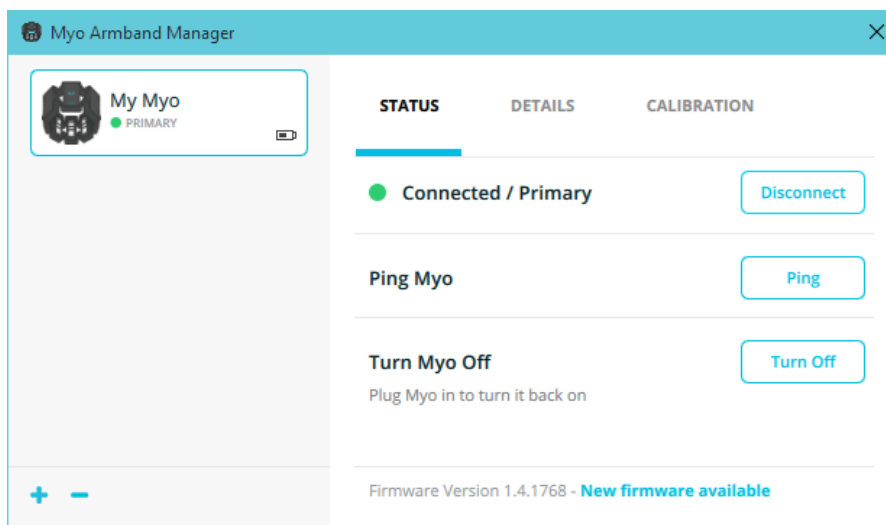 Myo Armband Manager
My Myo
PRIMARY
STATUS
DETAILS
CALIBRATION
Connected / Primary
Disconnect
Ping Myo
Ping
Turn Myo Off
Turn Off
Plug Myo in to turn it back on
Firmware Version 1.4.1768 - New firmware available